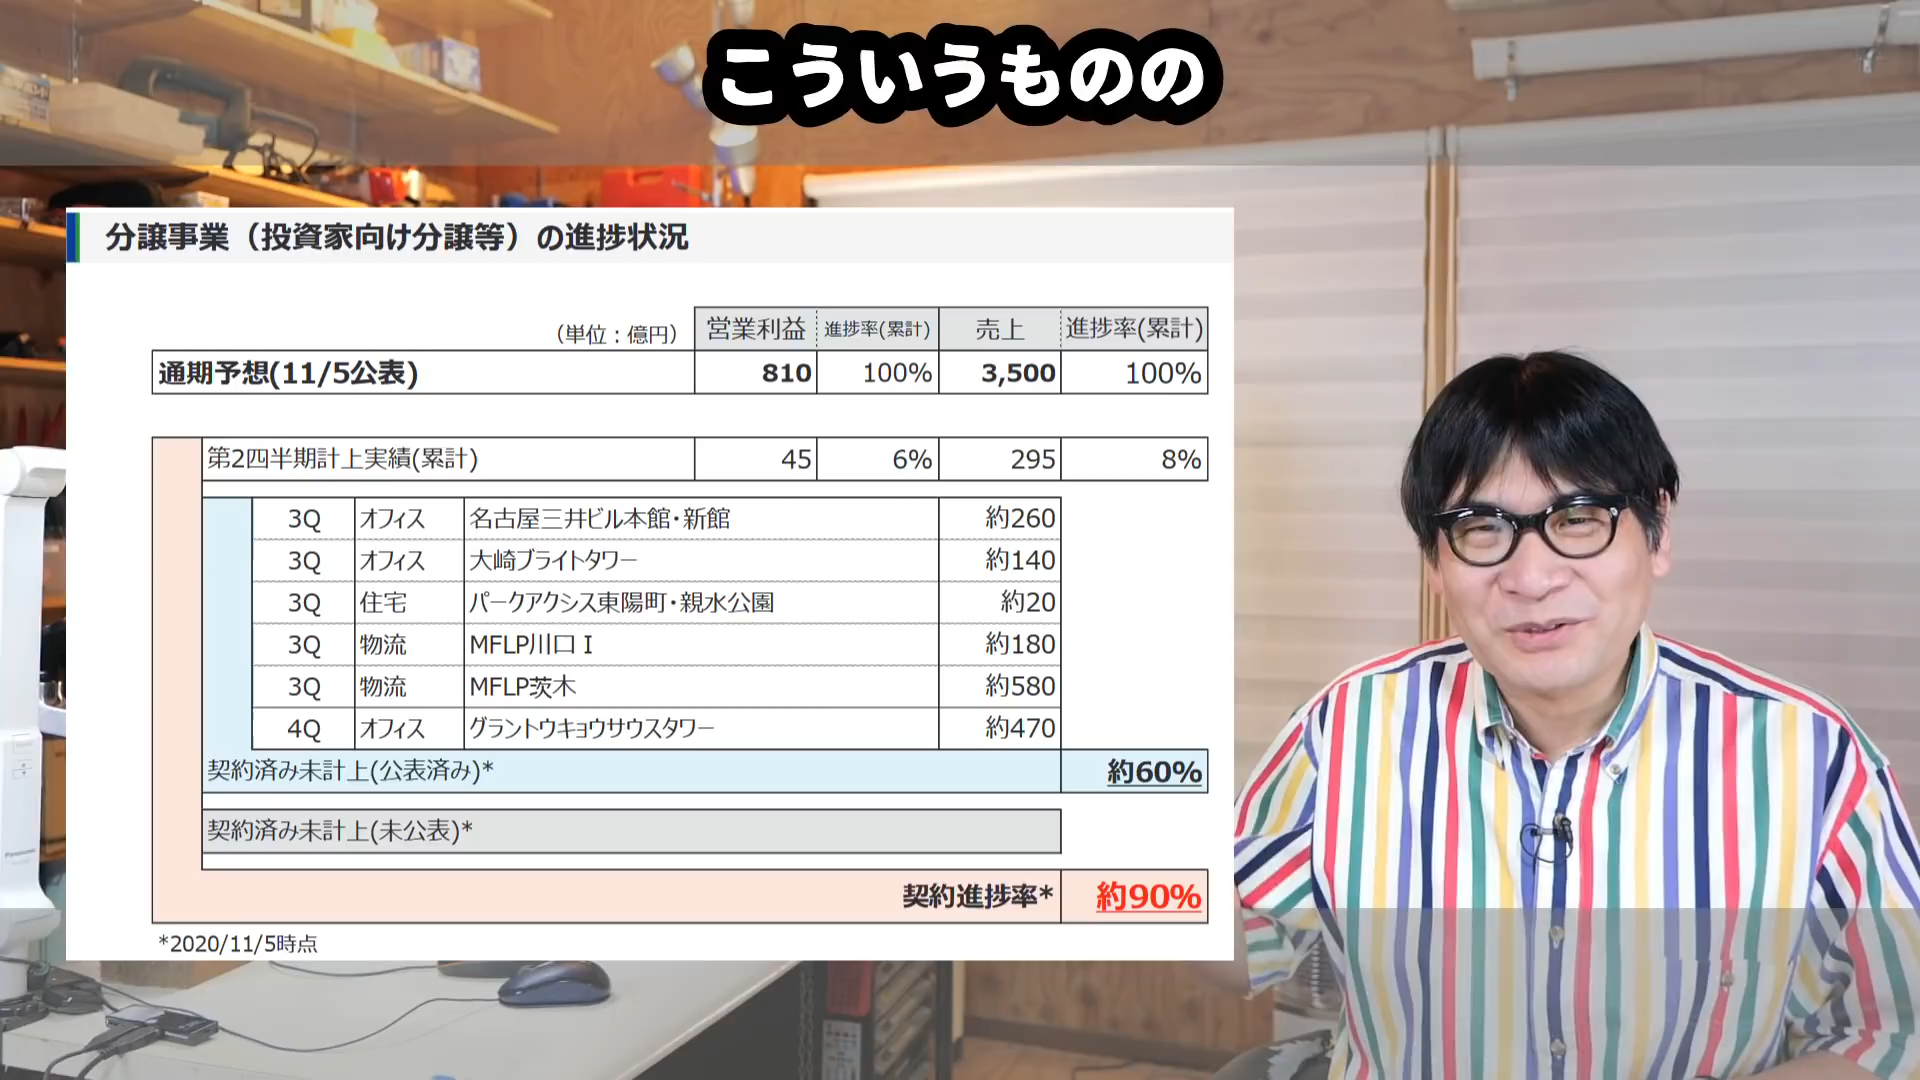 こういうものの
分譲事業（投資家向け分譲等）の進捗状況
（単位：億円） 営業利益 進捗率(累計) 売上 進捗率(累計)
通期予想(11/5公表) 810 100% 3,500 100%
第2四半期計上実績(累計) 45 6% 295 8%
3Q オフィス 名古屋三井ビル本館・新館 約260
3Q オフィス 大崎ブライトタワー 約140
3Q 住宅 パークアクシス東陽町・親水公園 約20
3Q 物流 MFLP川口Ⅰ 約180
3Q 物流 MFLP茨木 約580
4Q オフィス グラントウキョウサウスタワー 約470
契約済み未計上(公表済み)* 約60%
契約済み未計上(未公表)*
契約進捗率* 約90%
*2020/11/5時点